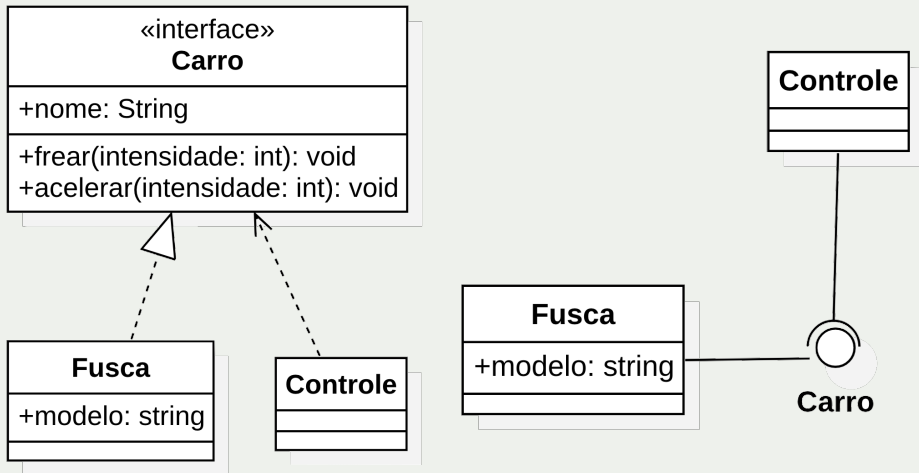 «interface»
Carro
+nome: String
+frear(intensidade: int): void
+acelerar(intensidade: int): void
Fusca
+modelo: string
Controle
Controle
Fusca
+modelo: string
Carro